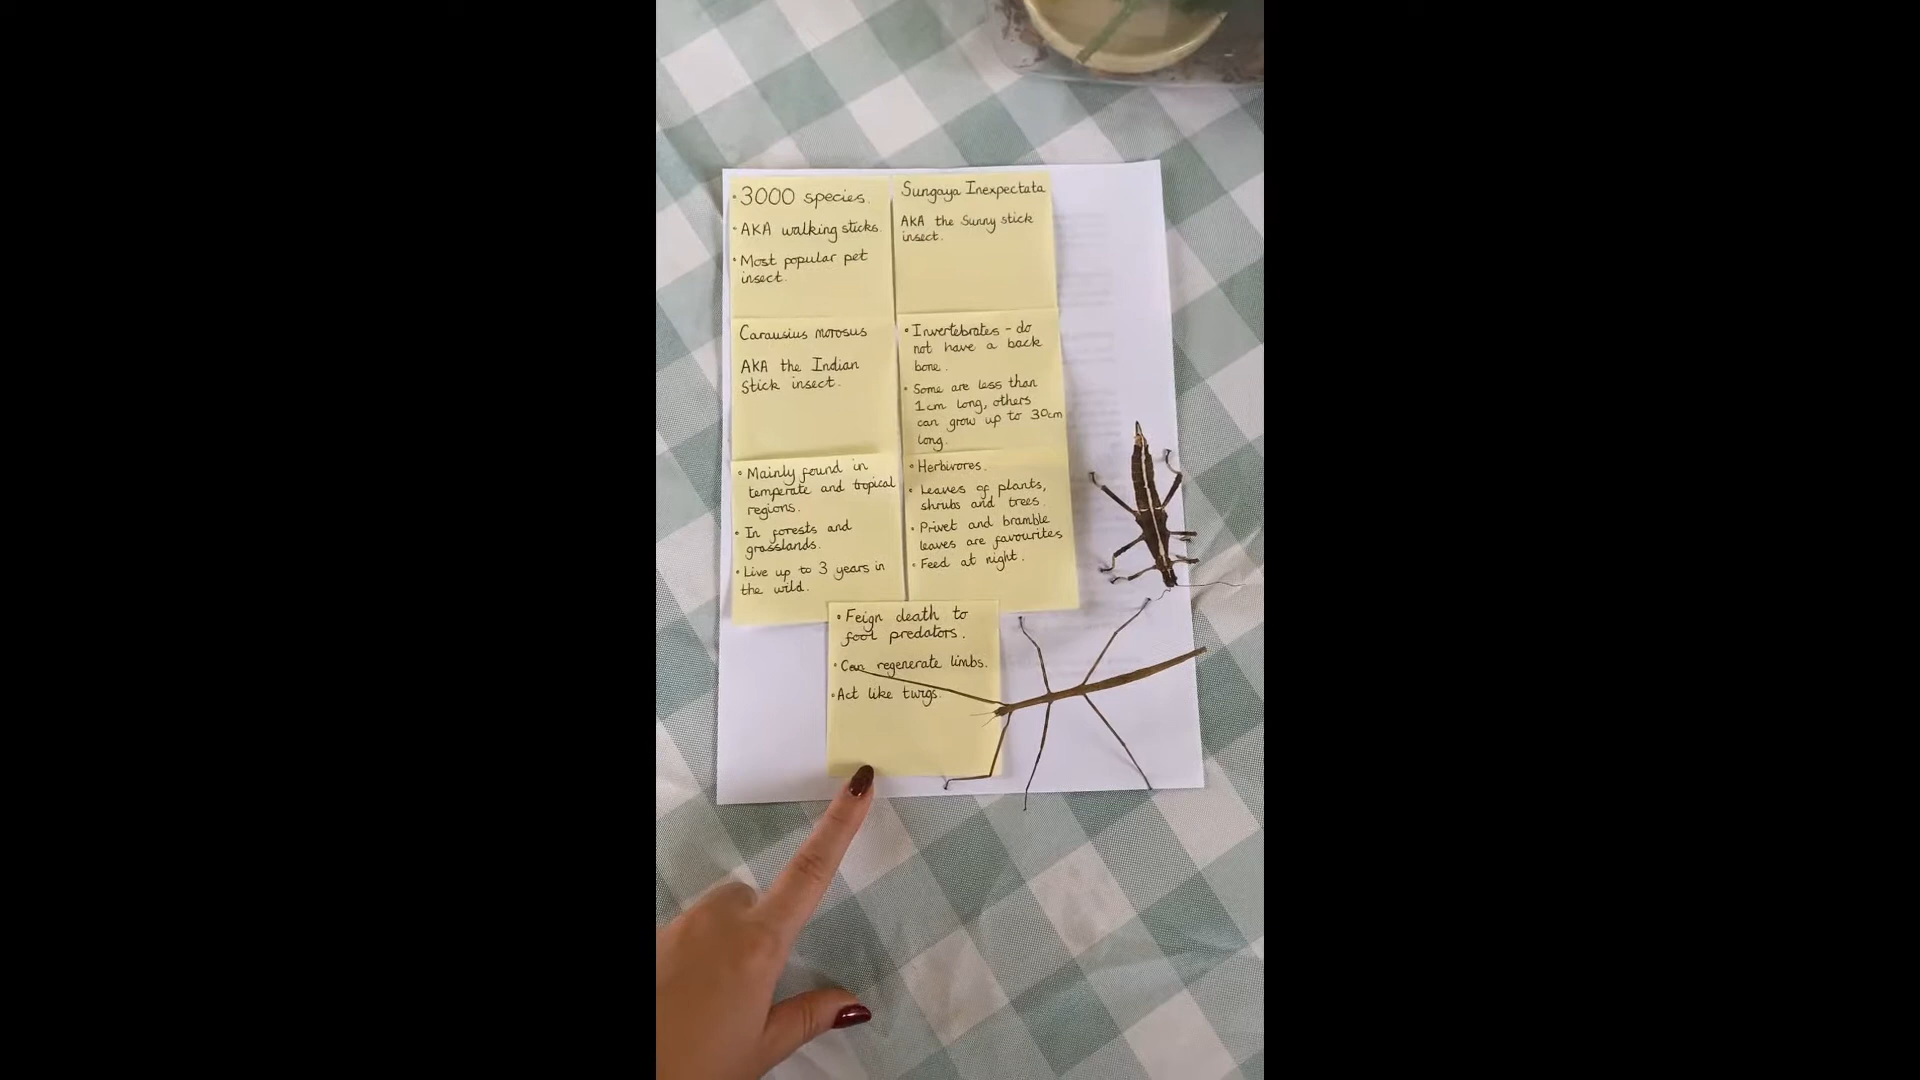 • 3000 species.
• AKA walking sticks.
• Most popular pet
insect.
Sungaya Inexpectata
AKA the Sunny stick
insect.
Carausius morosus
AKA the Indian
Stick insect.
• Invertebrates - do
not have a back
bone.
• Some are less than
1cm long, others
can grow up to 30cm
long.
• Mainly found in
temperate and tropical
regions.
• In forests and
grasslands.
• Live up to 3 years in
the wild.
• Herbivores.
• Leaves of plants,
shrubs and trees.
• Privet and bramble
leaves are favourites
• Feed at night.
• Feign death to
fool predators.
• Can regenerate limbs.
• Act like twigs.